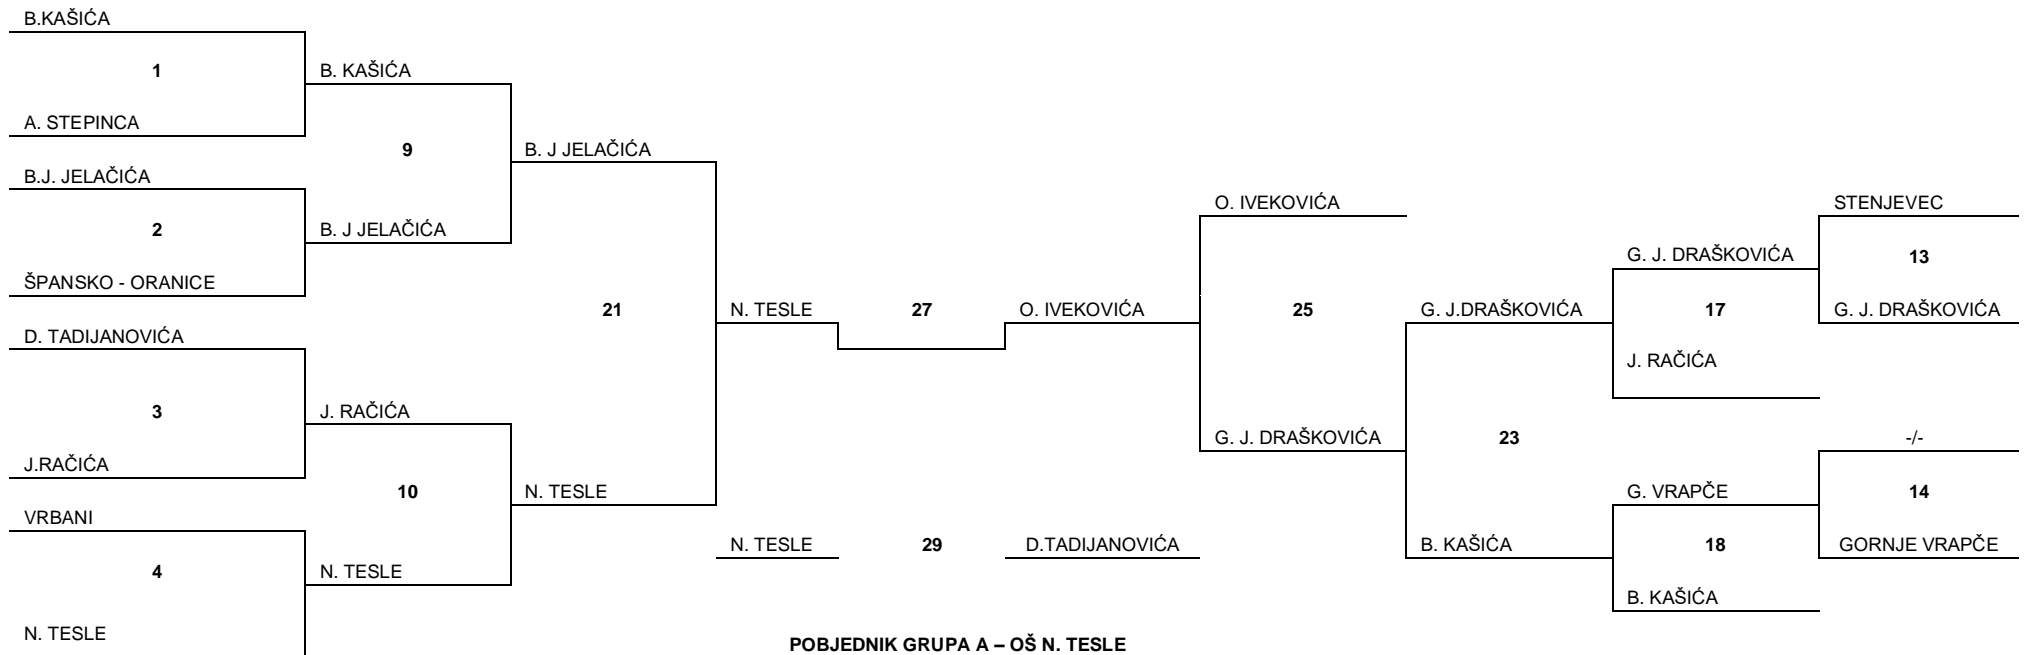 B.KAŠIĆA
1
B. KAŠIĆA
A. STEPINCA
9
B. J JELAČIĆA
B.J. JELAČIĆA
O. IVEKOVIĆA
STENJEVEC
2
B. J JELAČIĆA
G. J. DRAŠKOVIĆA
13
ŠPANSKO - ORANICE
21
N. TESLE
27
O. IVEKOVIĆA
25
G. J.DRAŠKOVIĆA
17
G. J. DRAŠKOVIĆA
D. TADIJANOVIĆA
J. RAČIĆA
3
J. RAČIĆA
G. J. DRAŠKOVIĆA
23
-/-
J.RAČIĆA
10
N. TESLE
G. VRAPČE
14
VRBANI
N. TESLE
29
D.TADIJANOVIĆA
B. KAŠIĆA
18
GORNJE VRAPČE
4
N. TESLE
B. KAŠIĆA
N. TESLE
POBJEDNIK GRUPA A – OŠ N. TESLE